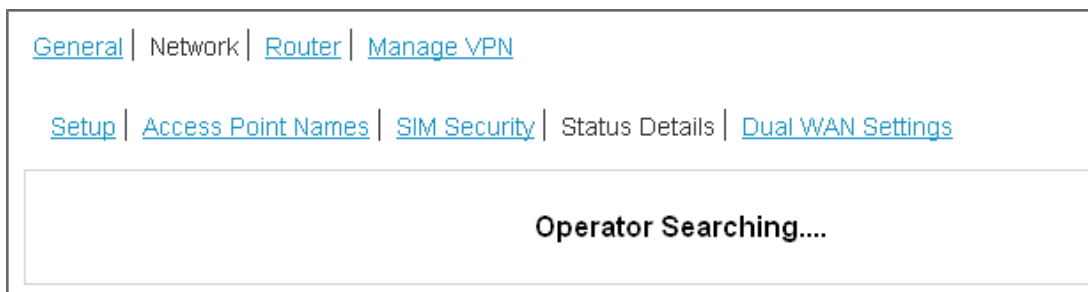 General | Network | Router | Manage VPN
Setup | Access Point Names | SIM Security | Status Details | Dual WAN Settings
Operator Searching....